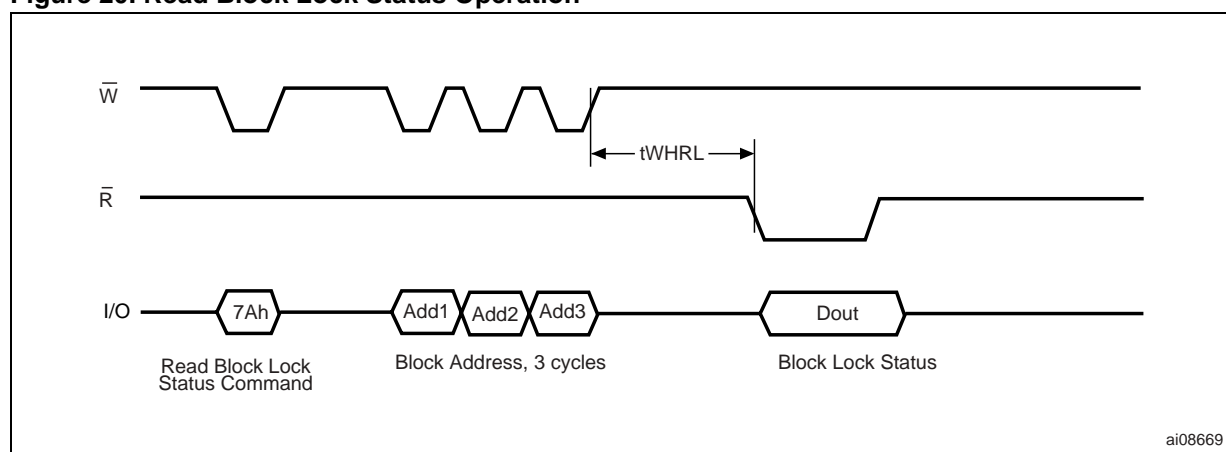 Figure 20. Read Block Lock Status Operation
W
tWHRL
R
I/O
7Ah
Add1
Add2
Add3
Dout
Read Block Lock
Status Command
Block Address, 3 cycles
Block Lock Status
ai08669